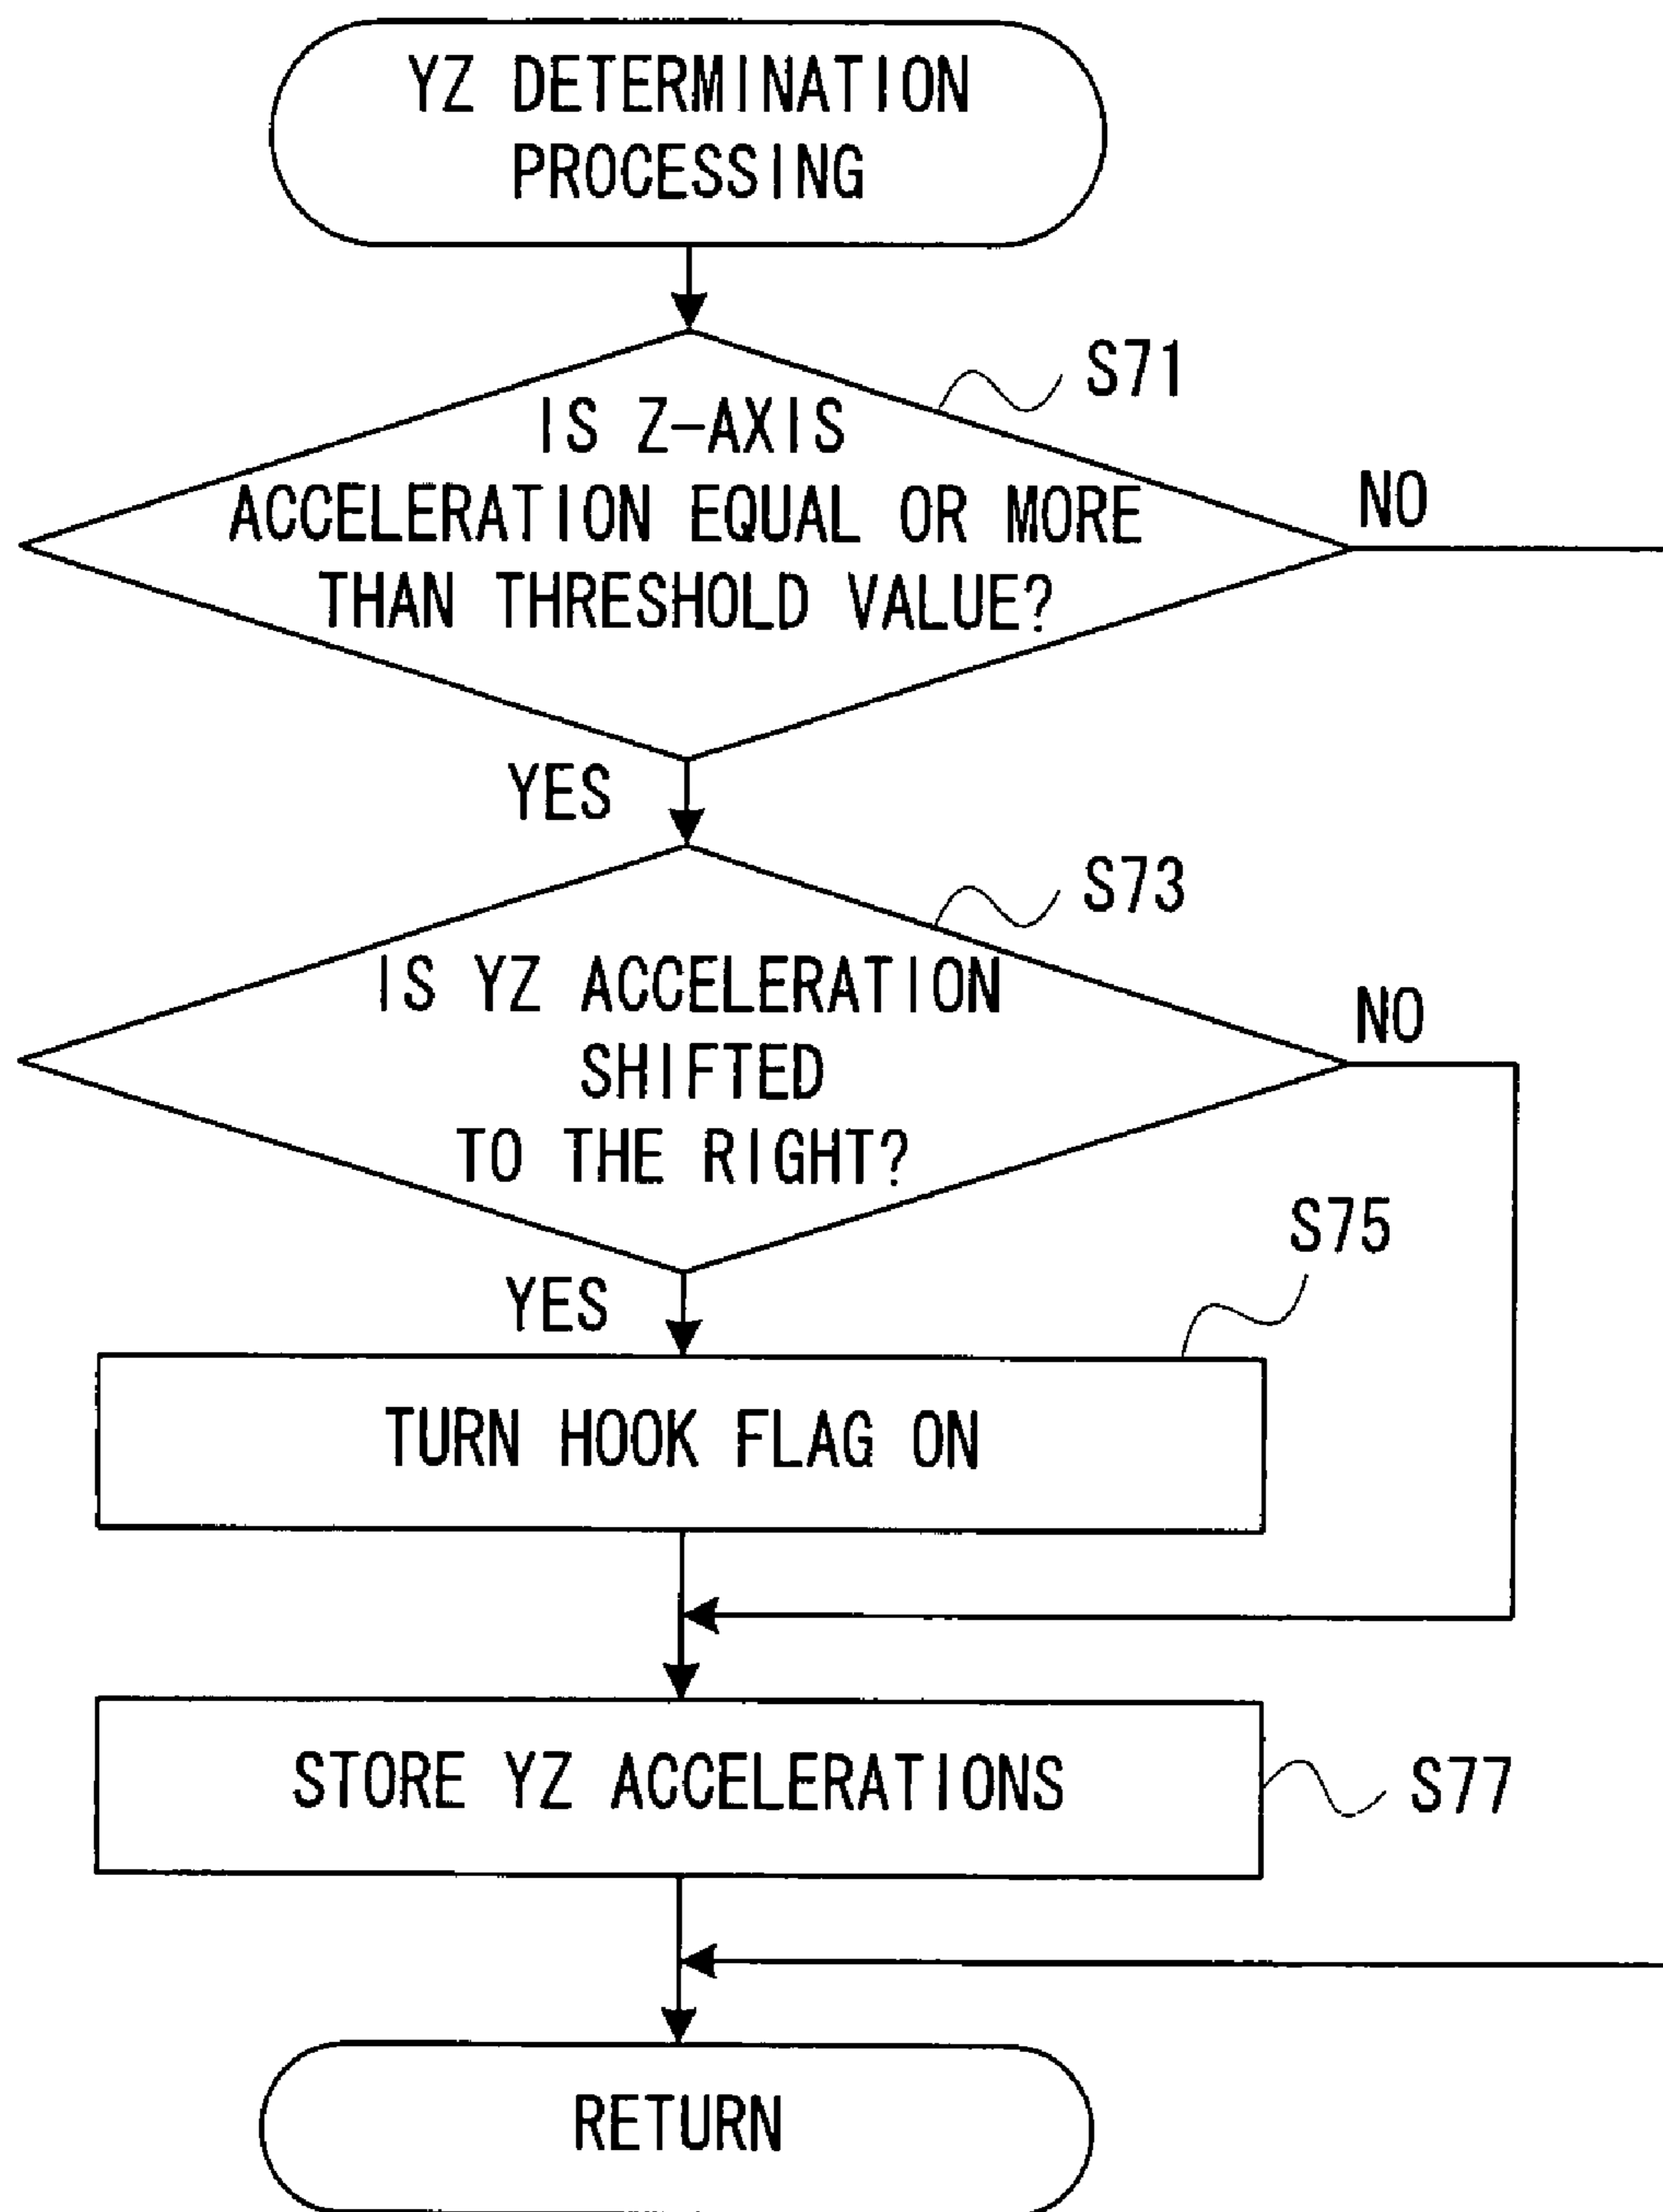 YZ DETERMINATION
PROCESSING
S71
IS Z-AXIS
ACCELERATION EQUAL OR MORE
THAN THRESHOLD VALUE?
NO
YES
S73
IS YZ ACCELERATION
SHIFTED
TO THE RIGHT?
NO
YES
S75
TURN HOOK FLAG ON
STORE YZ ACCELERATIONS
S77
RETURN